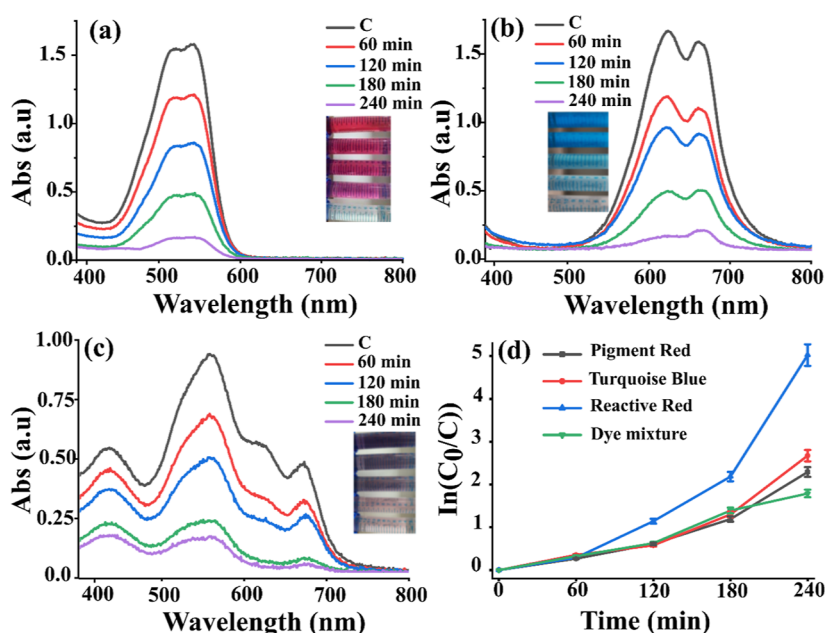 (a)
C
60 min
120 min
180 min
240 min
Abs (a.u)
1.5
1.0
0.5
0.0
400 500 600 700 800
Wavelength (nm)
(b)
C
60 min
120 min
180 min
240 min
Abs (a.u)
1.5
1.0
0.5
0.0
400 500 600 700 800
Wavelength (nm)
(c)
C
60 min
120 min
180 min
240 min
Abs (a.u)
1.00
0.75
0.50
0.25
0.00
400 500 600 700 800
Wavelength (nm)
(d)
Pigment Red
Turquoise Blue
Reactive Red
Dye mixture
In(C0/C))
5
4
3
2
1
0
0 60 120 180 240
Time (min)